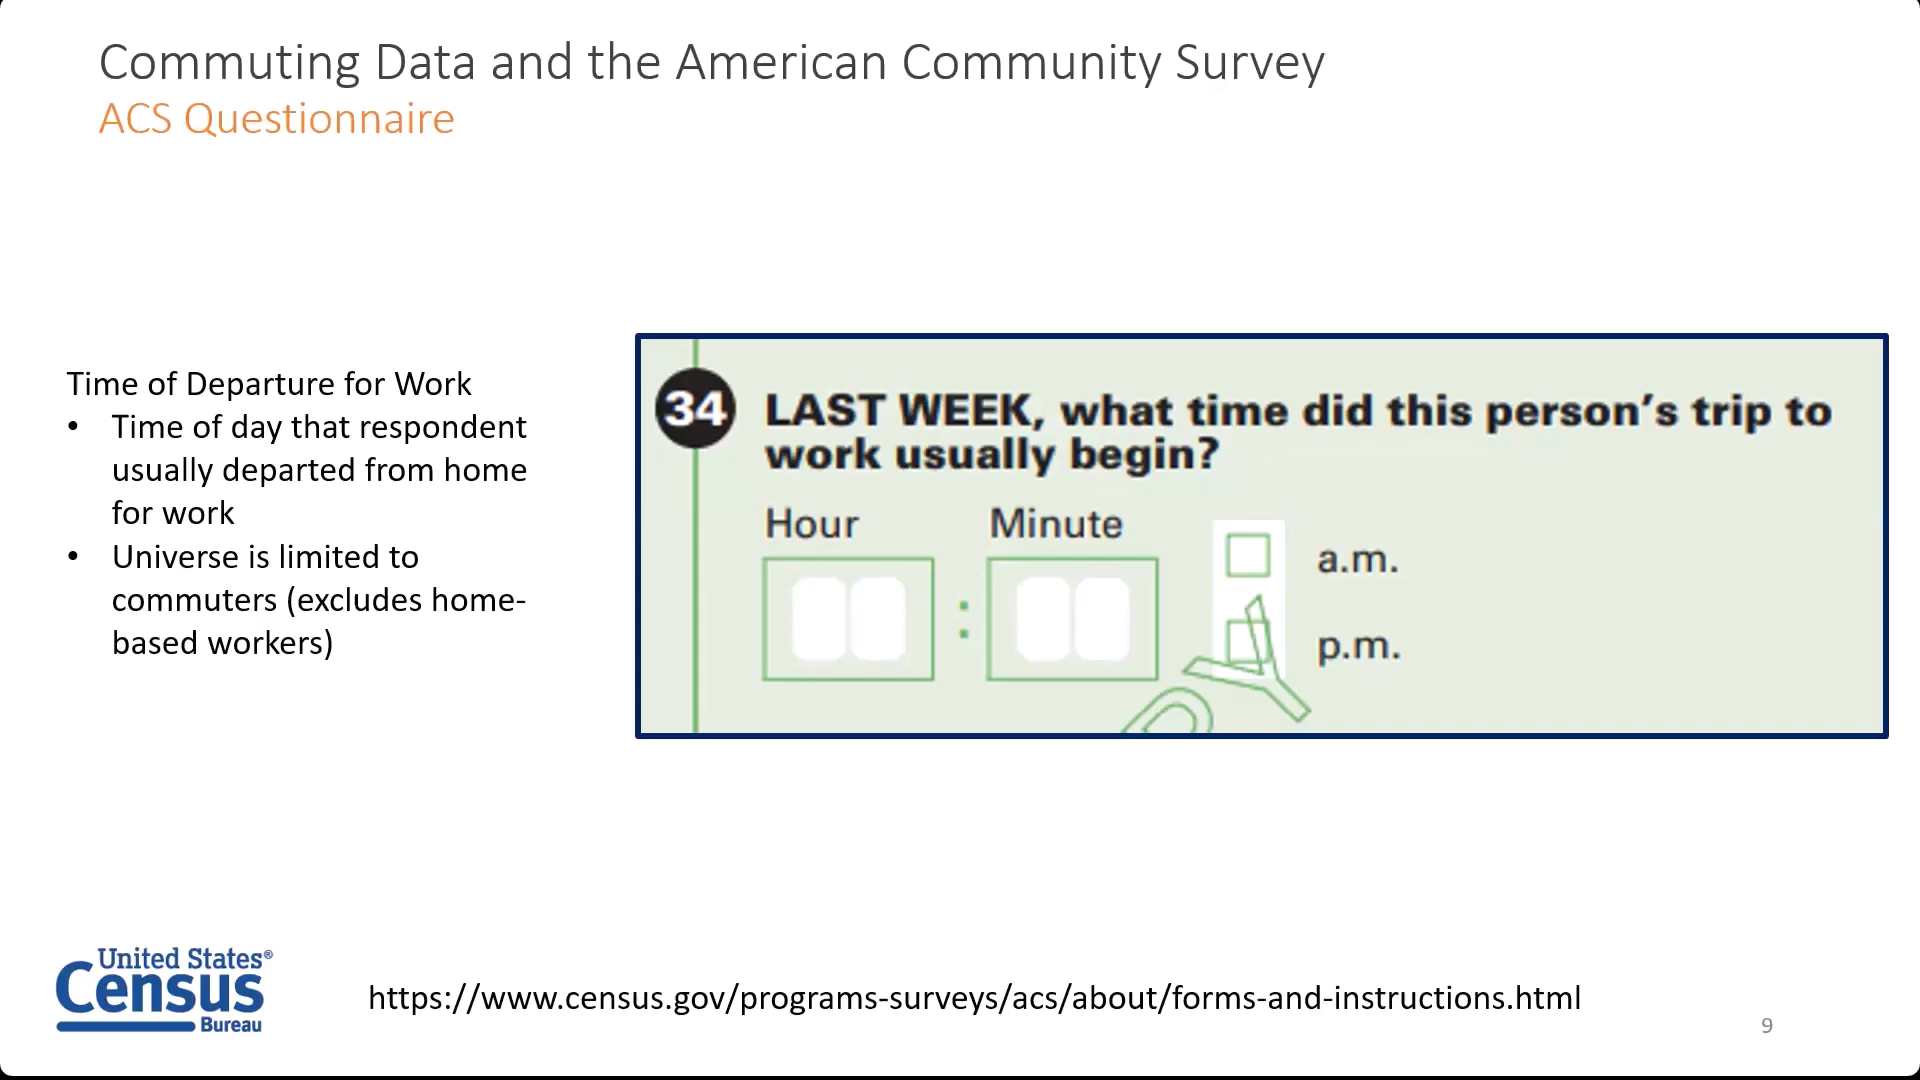 Commuting Data and the American Community Survey
ACS Questionnaire
Time of Departure for Work
• Time of day that respondent
usually departed from home
for work
• Universe is limited to
commuters (excludes home-
based workers)
34 LAST WEEK, what time did this person’s trip to
work usually begin?
Hour Minute
a.m.
:
p.m.
United States®
Census
Bureau
https://www.census.gov/programs-surveys/acs/about/forms-and-instructions.html
9